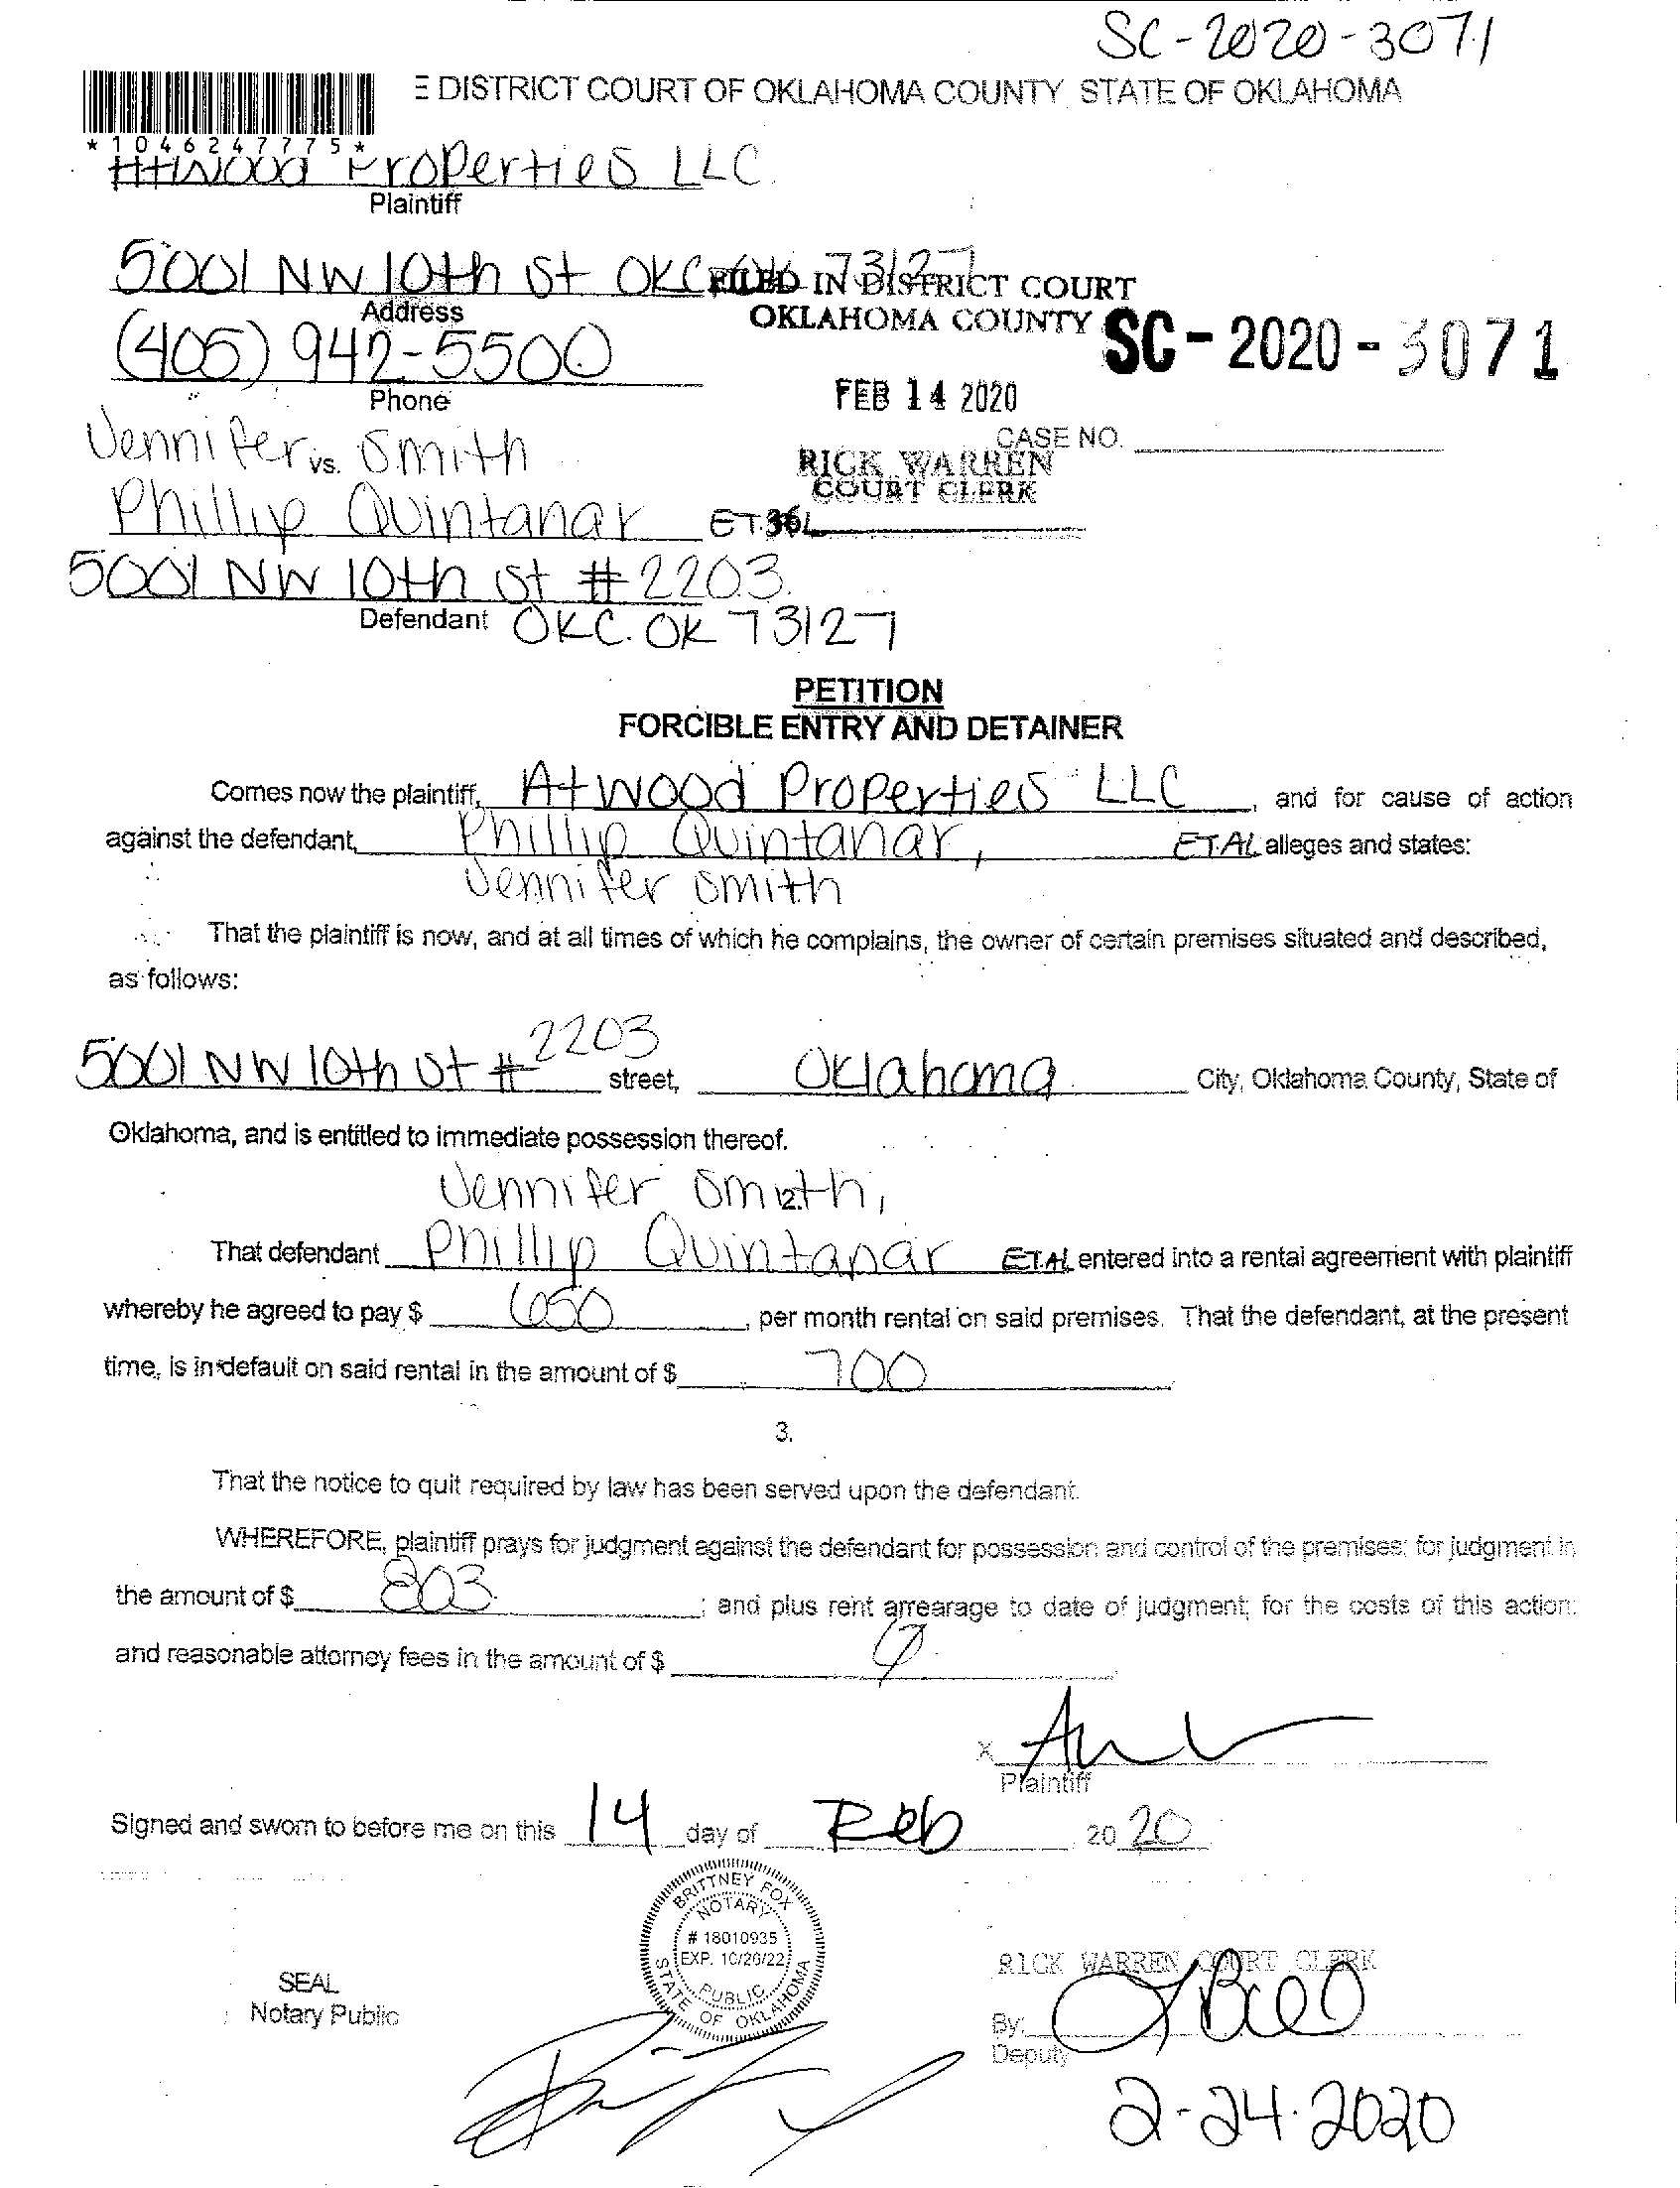 SC-2020-3071
E DISTRICT COURT OF OKLAHOMA COUNTY STATE OF OKLAHOMA
*1046247775*
Atwood Properties LLC
Plaintiff
5001 NW 10th St OKC OK 73127
FILED IN DISTRICT COURT
Address
OKLAHOMA COUNTY
SC-2020-3071
(405) 942-5500
Phone
FEB 14 2020
CASE NO.
Jennifer Smith
vs.
RICK WARREN
COURT CLERK
Phillip Quintanar ET AL
36
5001 NW 10th St #2203
Defendant
OKC. OK 73127
PETITION
FORCIBLE ENTRY AND DETAINER
Comes now the plaintiff, Atwood Properties LLC, and for cause of action
against the defendant, Phillip Quintanar, ET.AL alleges and states:
Jennifer Smith
That the plaintiff is now, and at all times of which he complains, the owner of certain premises situated and described,
as follows:
5001 NW 10th St # 2203 street, Oklahoma City, Oklahoma County, State of
Oklahoma, and is entitled to immediate possession thereof.
Jennifer Smith,
2.
That defendant Phillip Quintanar ET.AL entered into a rental agreement with plaintiff
whereby he agreed to pay $ 650, per month rental on said premises. That the defendant, at the present
time, is in default on said rental in the amount of $ 700
3.
That the notice to quit required by law has been served upon the defendant.
WHEREFORE, plaintiff prays for judgment against the defendant for possession and control of the premises: for judgment in
the amount of $ 803; and plus rent arrearage to date of judgment; for the costs of this action:
and reasonable attorney fees in the amount of $
X
Plaintiff
Signed and sworn to before me on this 14 day of Feb 20 20
BRITTNEY FOX
NOTARY
# 18010935
EXP. 10/26/22
PUBLIC
STATE OF OKLAHOMA
SEAL
Notary Public
RICK WARREN COURT CLERK
By:
Deputy
2-24-2020